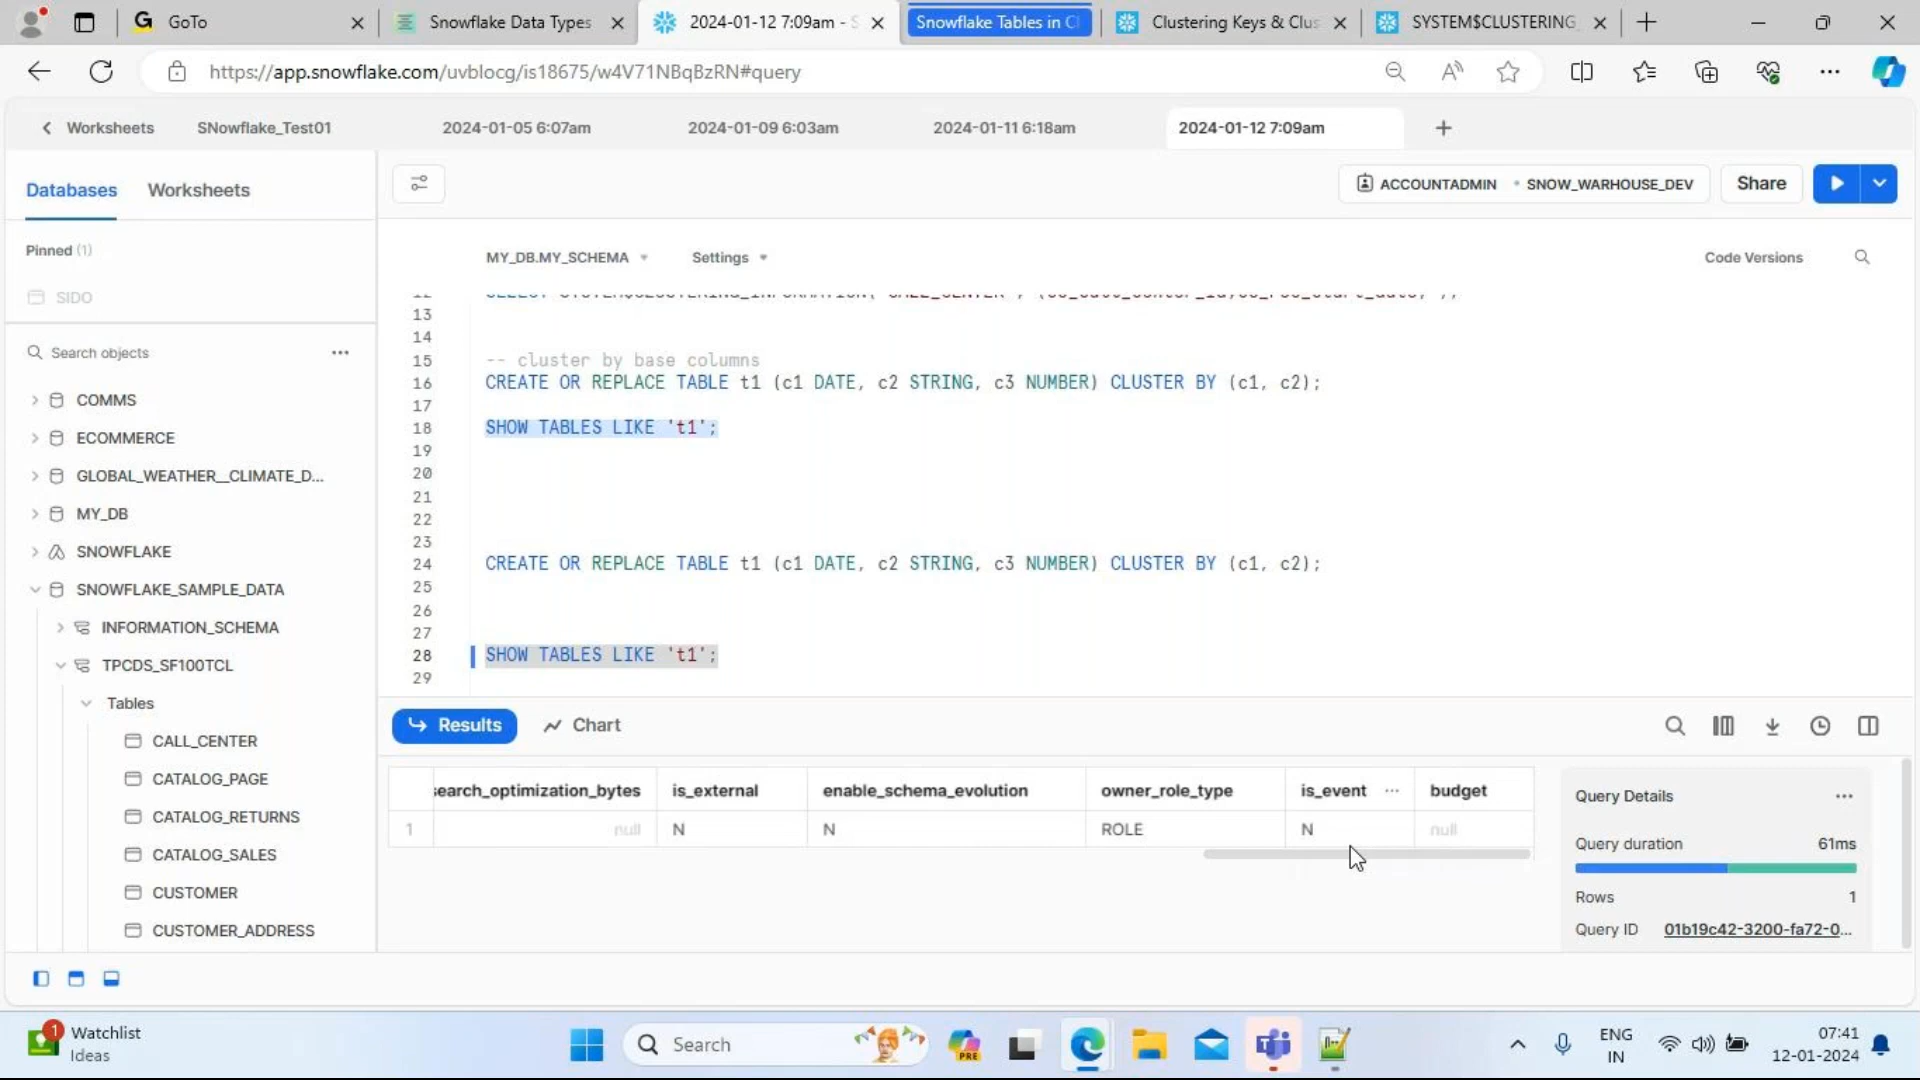 GoTo
Snowflake Data Types
2024-01-12 7:09am - S
Snowflake Tables in C
Clustering Keys & Clus
SYSTEM$CLUSTERING_
https://app.snowflake.com/uvblocg/is18675/w4V71NBqBzRN#query
Worksheets
SNowflake_Test01
2024-01-05 6:07am
2024-01-09 6:03am
2024-01-11 6:18am
2024-01-12 7:09am
Databases
Worksheets
ACCOUNTADMIN
SNOW_WARHOUSE_DEV
Share
Pinned (1)
SIDO
MY_DB.MY_SCHEMA
Settings
Code Versions
Search objects
COMMS
ECOMMERCE
GLOBAL_WEATHER__CLIMATE_D...
MY_DB
SNOWFLAKE
SNOWFLAKE_SAMPLE_DATA
INFORMATION_SCHEMA
TPCDS_SF100TCL
Tables
CALL_CENTER
CATALOG_PAGE
CATALOG_RETURNS
CATALOG_SALES
CUSTOMER
CUSTOMER_ADDRESS
13
14
15 -- cluster by base columns
16 CREATE OR REPLACE TABLE t1 (c1 DATE, c2 STRING, c3 NUMBER) CLUSTER BY (c1, c2);
17
18 SHOW TABLES LIKE 't1';
19
20
21
22
23
24 CREATE OR REPLACE TABLE t1 (c1 DATE, c2 STRING, c3 NUMBER) CLUSTER BY (c1, c2);
25
26
27
28 SHOW TABLES LIKE 't1';
29
Results
Chart
search_optimization_bytes is_external enable_schema_evolution owner_role_type is_event ... budget
1 null N N ROLE N null
Query Details
Query duration 61ms
Rows 1
Query ID 01b19c42-3200-fa72-0...
1
Watchlist
Ideas
Search
PRE
ENG
IN
07:41
12-01-2024